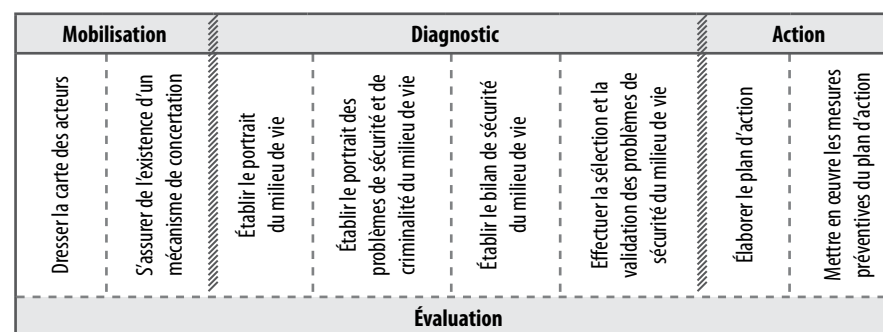 Mobilisation
Diagnostic
Action
Dresser la carte des acteurs
S'assurer de l'existence d'un
mécanisme de concertation
Établir le portrait
du milieu de vie
Établir le portrait des
problèmes de sécurité et de
criminalité du milieu de vie
Établir le bilan de sécurité
du milieu de vie
Effectuer la sélection et la
validation des problèmes de
sécurité du milieu de vie
Élaborer le plan d'action
Mettre en œuvre les mesures
préventives du plan d'action
Évaluation